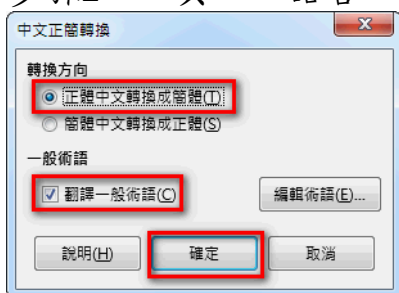 中文正簡轉換
轉換方向
正體中文轉換成簡體(T)
簡體中文轉換成正體(S)
一般術語
翻譯一般術語(C)
編輯術語(E)...
說明(H)
確定
取消